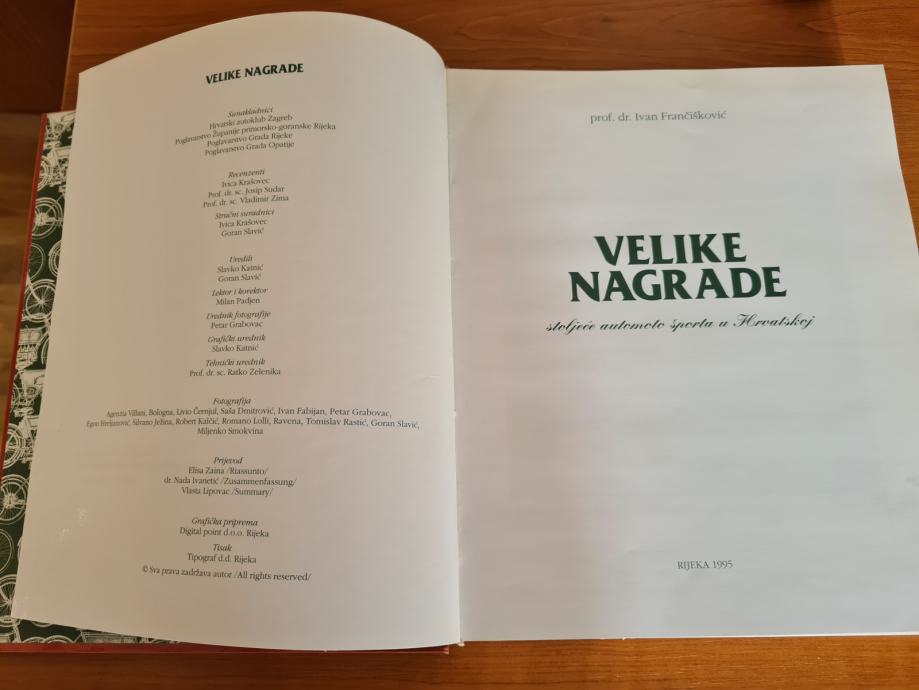 VELIKE NAGRADE
Sunakladnici
Hrvatski autoklub Zagreb
Poglavarstvo Županije primorsko-goranske Rijeka
Poglavarstvo Grada Rijeke
Poglavarstvo Grada Opatije
Recenzenti
Ivica Krašovec
Prof. dr. sc. Josip Sudar
Prof. dr. sc. Vladimir Zima
Stručni suradnici
Ivica Krašovec
Goran Slavić
Uredili
Slavko Katnić
Goran Slavić
Lektor i korektor
Milan Padjen
Urednik fotografije
Petar Grabovac
Grafički urednik
Slavko Katnić
Tehnički urednik
Prof. dr. sc. Ratko Zelenika
Fotografija
Agenzia Villani, Bologna, Livio Černjul, Saša Dmitrović, Ivan Fabijan, Petar Grabovac,
Egon Hreljanović, Silvano Ježina, Robert Kalčić, Romano Lolli, Ravena, Tomislav Rastić, Goran Slavić,
Miljenko Smokvina
Prijevod
Elisa Zaina /Riassunto/
dr. Nada Ivanetić /Zusammenfassung/
Vlasta Lipovac /Summary/
Grafička priprema
Digital point d.o.o. Rijeka
Tisak
Tipograf d.d. Rijeka
© Sva prava zadržava autor /All rights reserved/
prof. dr. Ivan Frančišković
VELIKE
NAGRADE
stoljeće automoto športa u Hrvatskoj
RIJEKA 1995